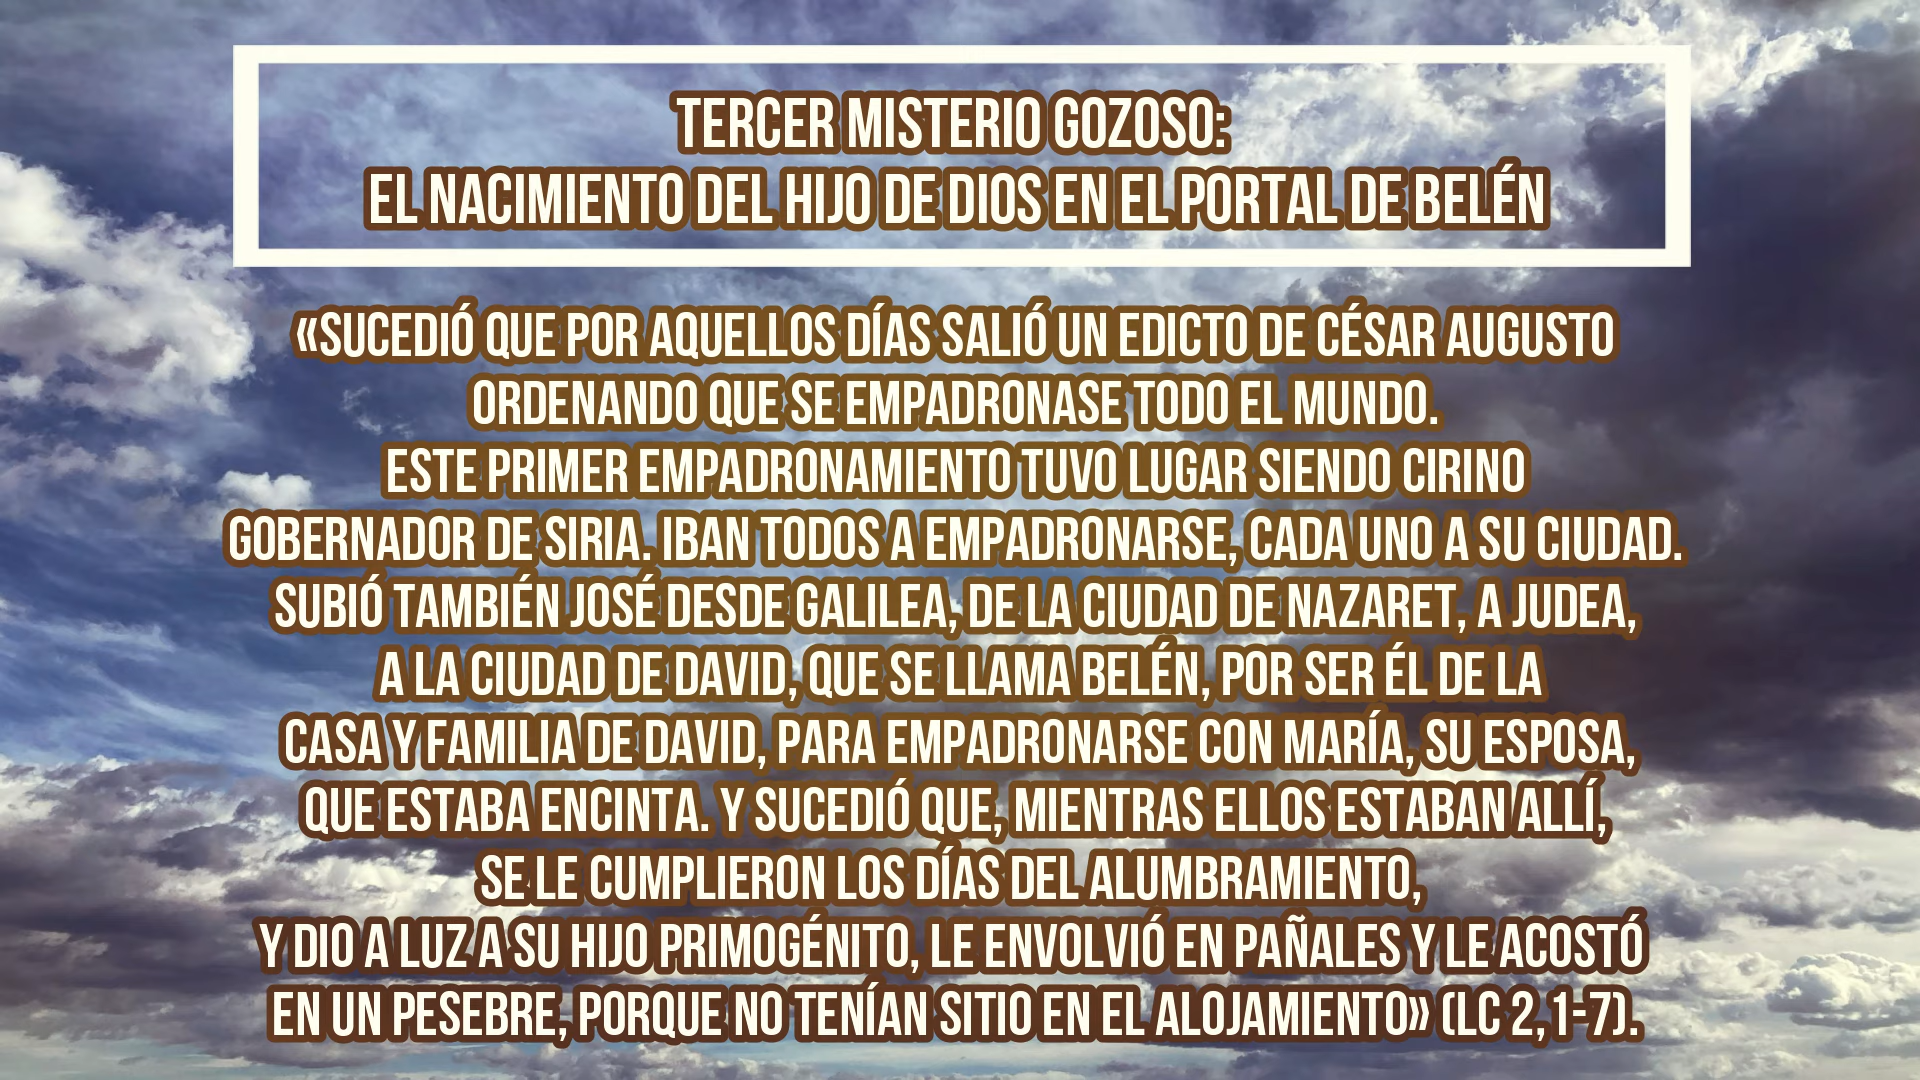 TERCER MISTERIO GOZOSO:
EL NACIMIENTO DEL HIJO DE DIOS EN EL PORTAL DE BELÉN
«SUCEDIÓ QUE POR AQUELLOS DÍAS SALIÓ UN EDICTO DE CÉSAR AUGUSTO
ORDENANDO QUE SE EMPADRONASE TODO EL MUNDO.
ESTE PRIMER EMPADRONAMIENTO TUVO LUGAR SIENDO CIRINO
GOBERNADOR DE SIRIA. IBAN TODOS A EMPADRONARSE, CADA UNO A SU CIUDAD.
SUBIÓ TAMBIÉN JOSÉ DESDE GALILEA, DE LA CIUDAD DE NAZARET, A JUDEA,
A LA CIUDAD DE DAVID, QUE SE LLAMA BELÉN, POR SER ÉL DE LA
CASA Y FAMILIA DE DAVID, PARA EMPADRONARSE CON MARÍA, SU ESPOSA,
QUE ESTABA ENCINTA. Y SUCEDIÓ QUE, MIENTRAS ELLOS ESTABAN ALLÍ,
SE LE CUMPLIERON LOS DÍAS DEL ALUMBRAMIENTO,
Y DIO A LUZ A SU HIJO PRIMOGÉNITO, LE ENVOLVIÓ EN PAÑALES Y LE ACOSTÓ
EN UN PESEBRE, PORQUE NO TENÍAN SITIO EN EL ALOJAMIENTO» (LC 2, 1-7).